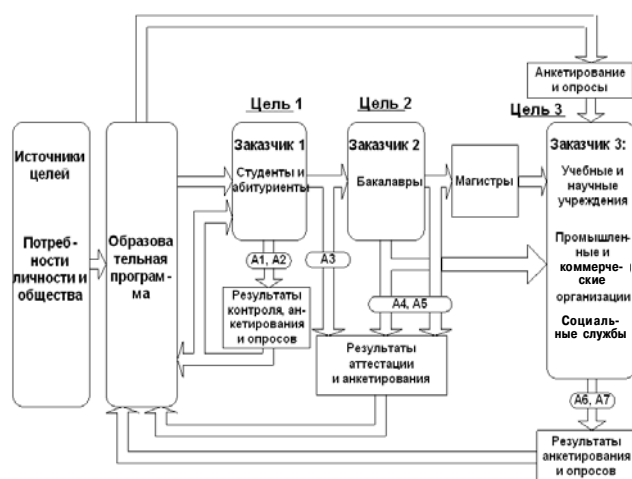 Анкетирование
и опросы
Цель 1
Цель 2
Цель 3
Источники
целей
Потреб-
ности
личности и
общества
Образова
тельная
програм-
ма
Заказчик 1
Студенты и
абитуриенты
Заказчик 2
Бакалавры
Магистры
Заказчик 3:
Учебные и
научные
учреждения
Промышлен-
ные и
коммерче-
ские
организации
Социаль-
ные службы
А1, А2
А3
А4, А5
Результаты
контроля, ан-
кетирования
и опросов
Результаты
аттестации
и анкетирования
А6, А7
Результаты
анкетирования
и опросов